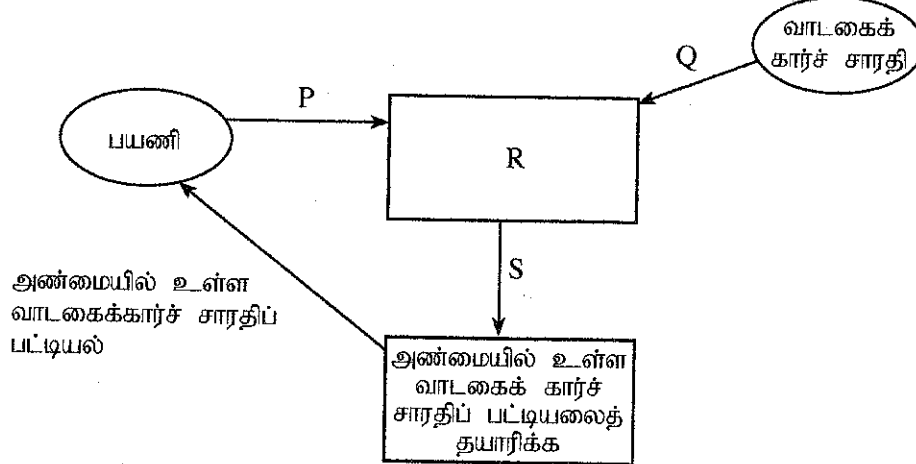 வாடகைக்
கார்ச் சாரதி
Q
P
பயணி
R
அண்மையில் உள்ள
வாடகைக்கார்ச் சாரதிப்
பட்டியல்
S
அண்மையில் உள்ள
வாடகைக் கார்ச்
சாரதிப் பட்டியலைத்
தயாரிக்க